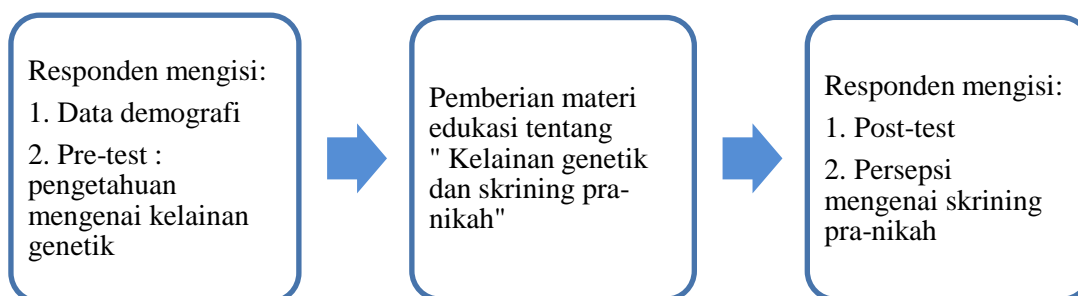 Responden mengisi:
1. Data demografi
2. Pre-test :
pengetahuan
mengenai kelainan
genetik
Pemberian materi
edukasi tentang
" Kelainan genetik
dan skrining pra-
nikah"
Responden mengisi:
1. Post-test
2. Persepsi
mengenai skrining
pra-nikah